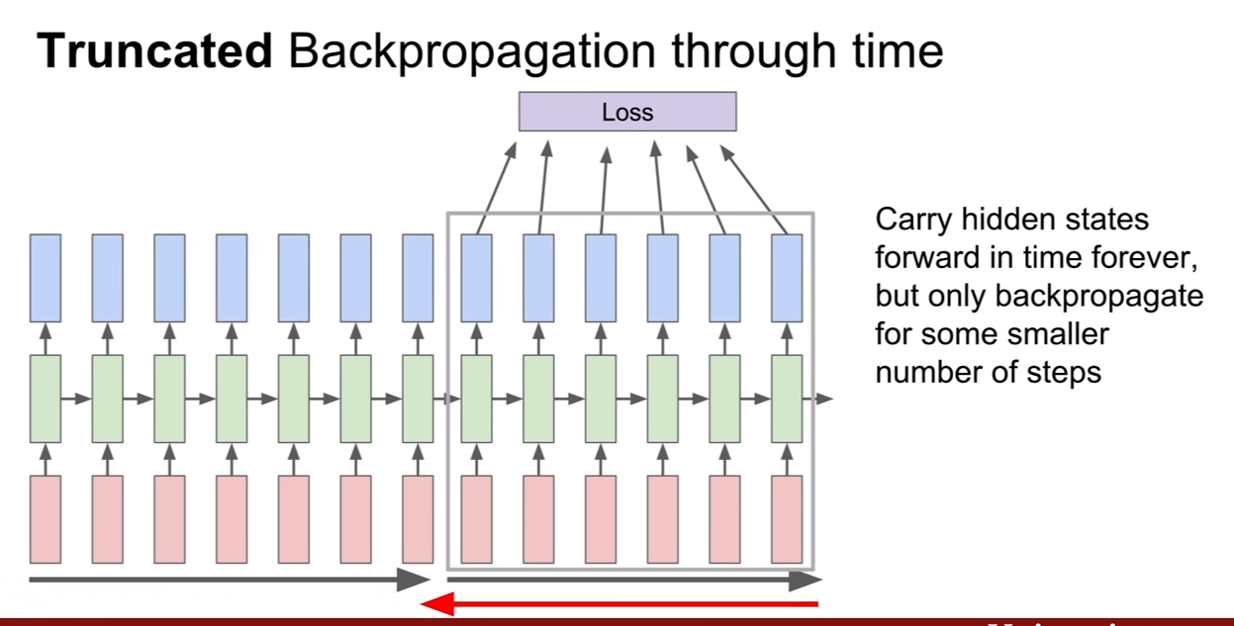 Truncated Backpropagation through time
Loss
Carry hidden states
forward in time forever,
but only backpropagate
for some smaller
number of steps